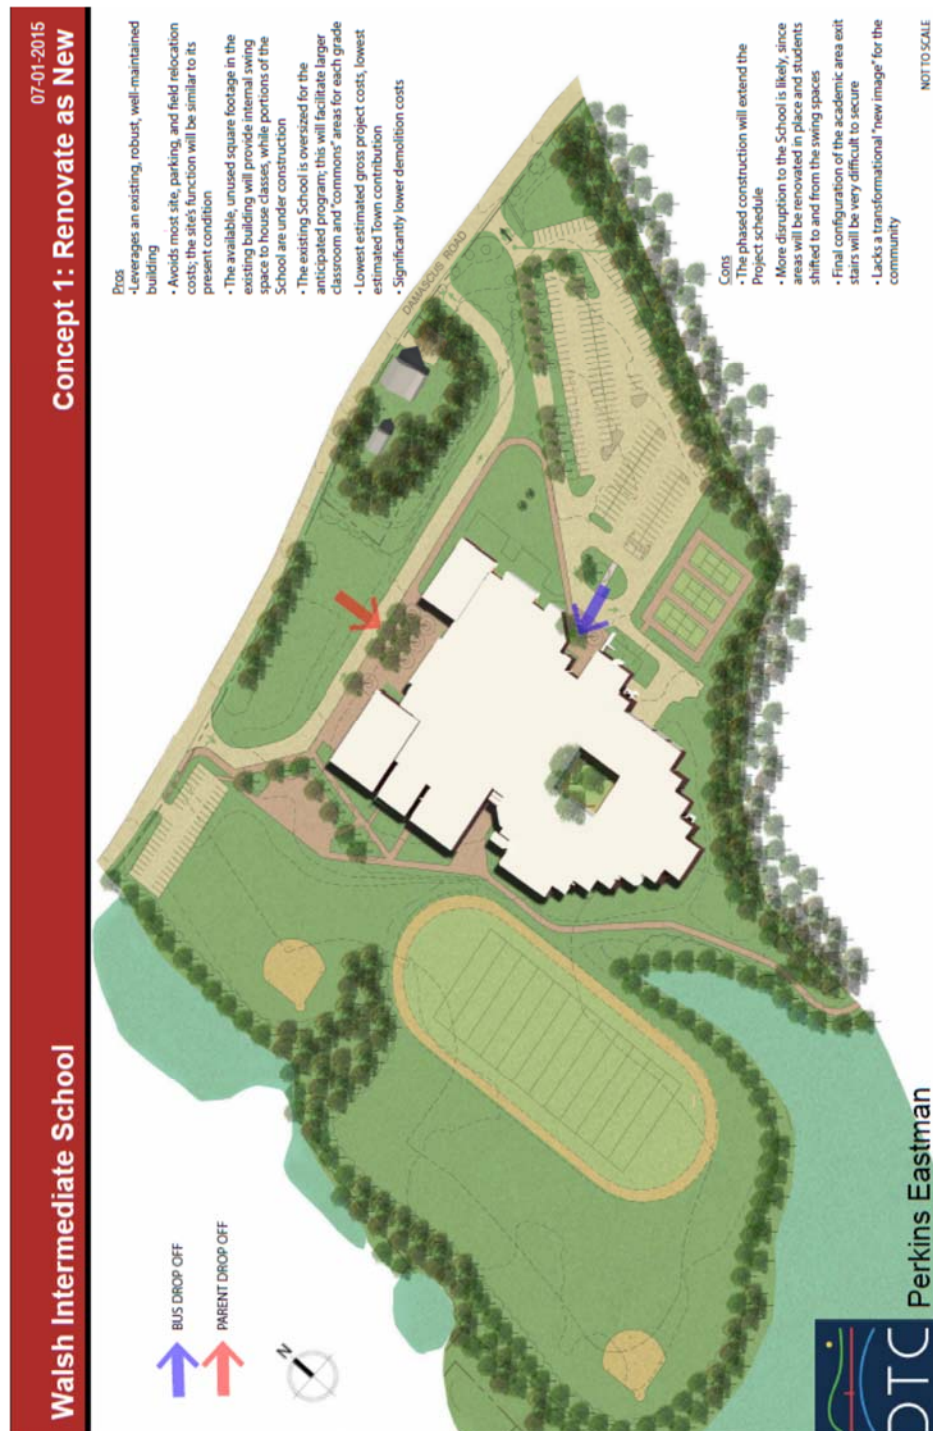 Walsh Intermediate School
07-01-2015
Concept 1: Renovate as New
BUS DROP OFF
PARENT DROP OFF
N
DAMASCUS ROAD
Pros
• Leverages an existing, robust, well-maintained
building
• Avoids most site, parking, and field relocation
costs; the site's function will be similar to its
present condition
• The available, unused square footage in the
existing building will provide internal swing
space to house classes, while portions of the
School are under construction
• The existing School is oversized for the
anticipated program; this will facilitate larger
classroom and "commons" areas for each grade
• Lowest estimated gross project costs, lowest
estimated Town contribution
• Significantly lower demolition costs
Cons
• The phased construction will extend the
Project schedule
• More disruption to the School is likely, since
areas will be renovated in place and students
shifted to and from the swing spaces
• Final configuration of the academic area exit
stairs will be very difficult to secure
• Lacks a transformational "new image" for the
community
DTC
Perkins Eastman
NOT TO SCALE